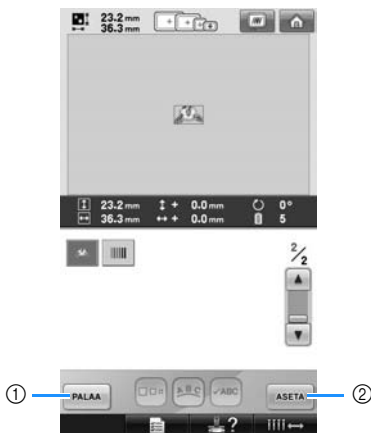 23.2 mm
36.3 mm
23.2 mm + 0.0 mm 0°
36.3 mm + 0.0 mm 5
2/2
① PALAA ABC ASETA ②
?